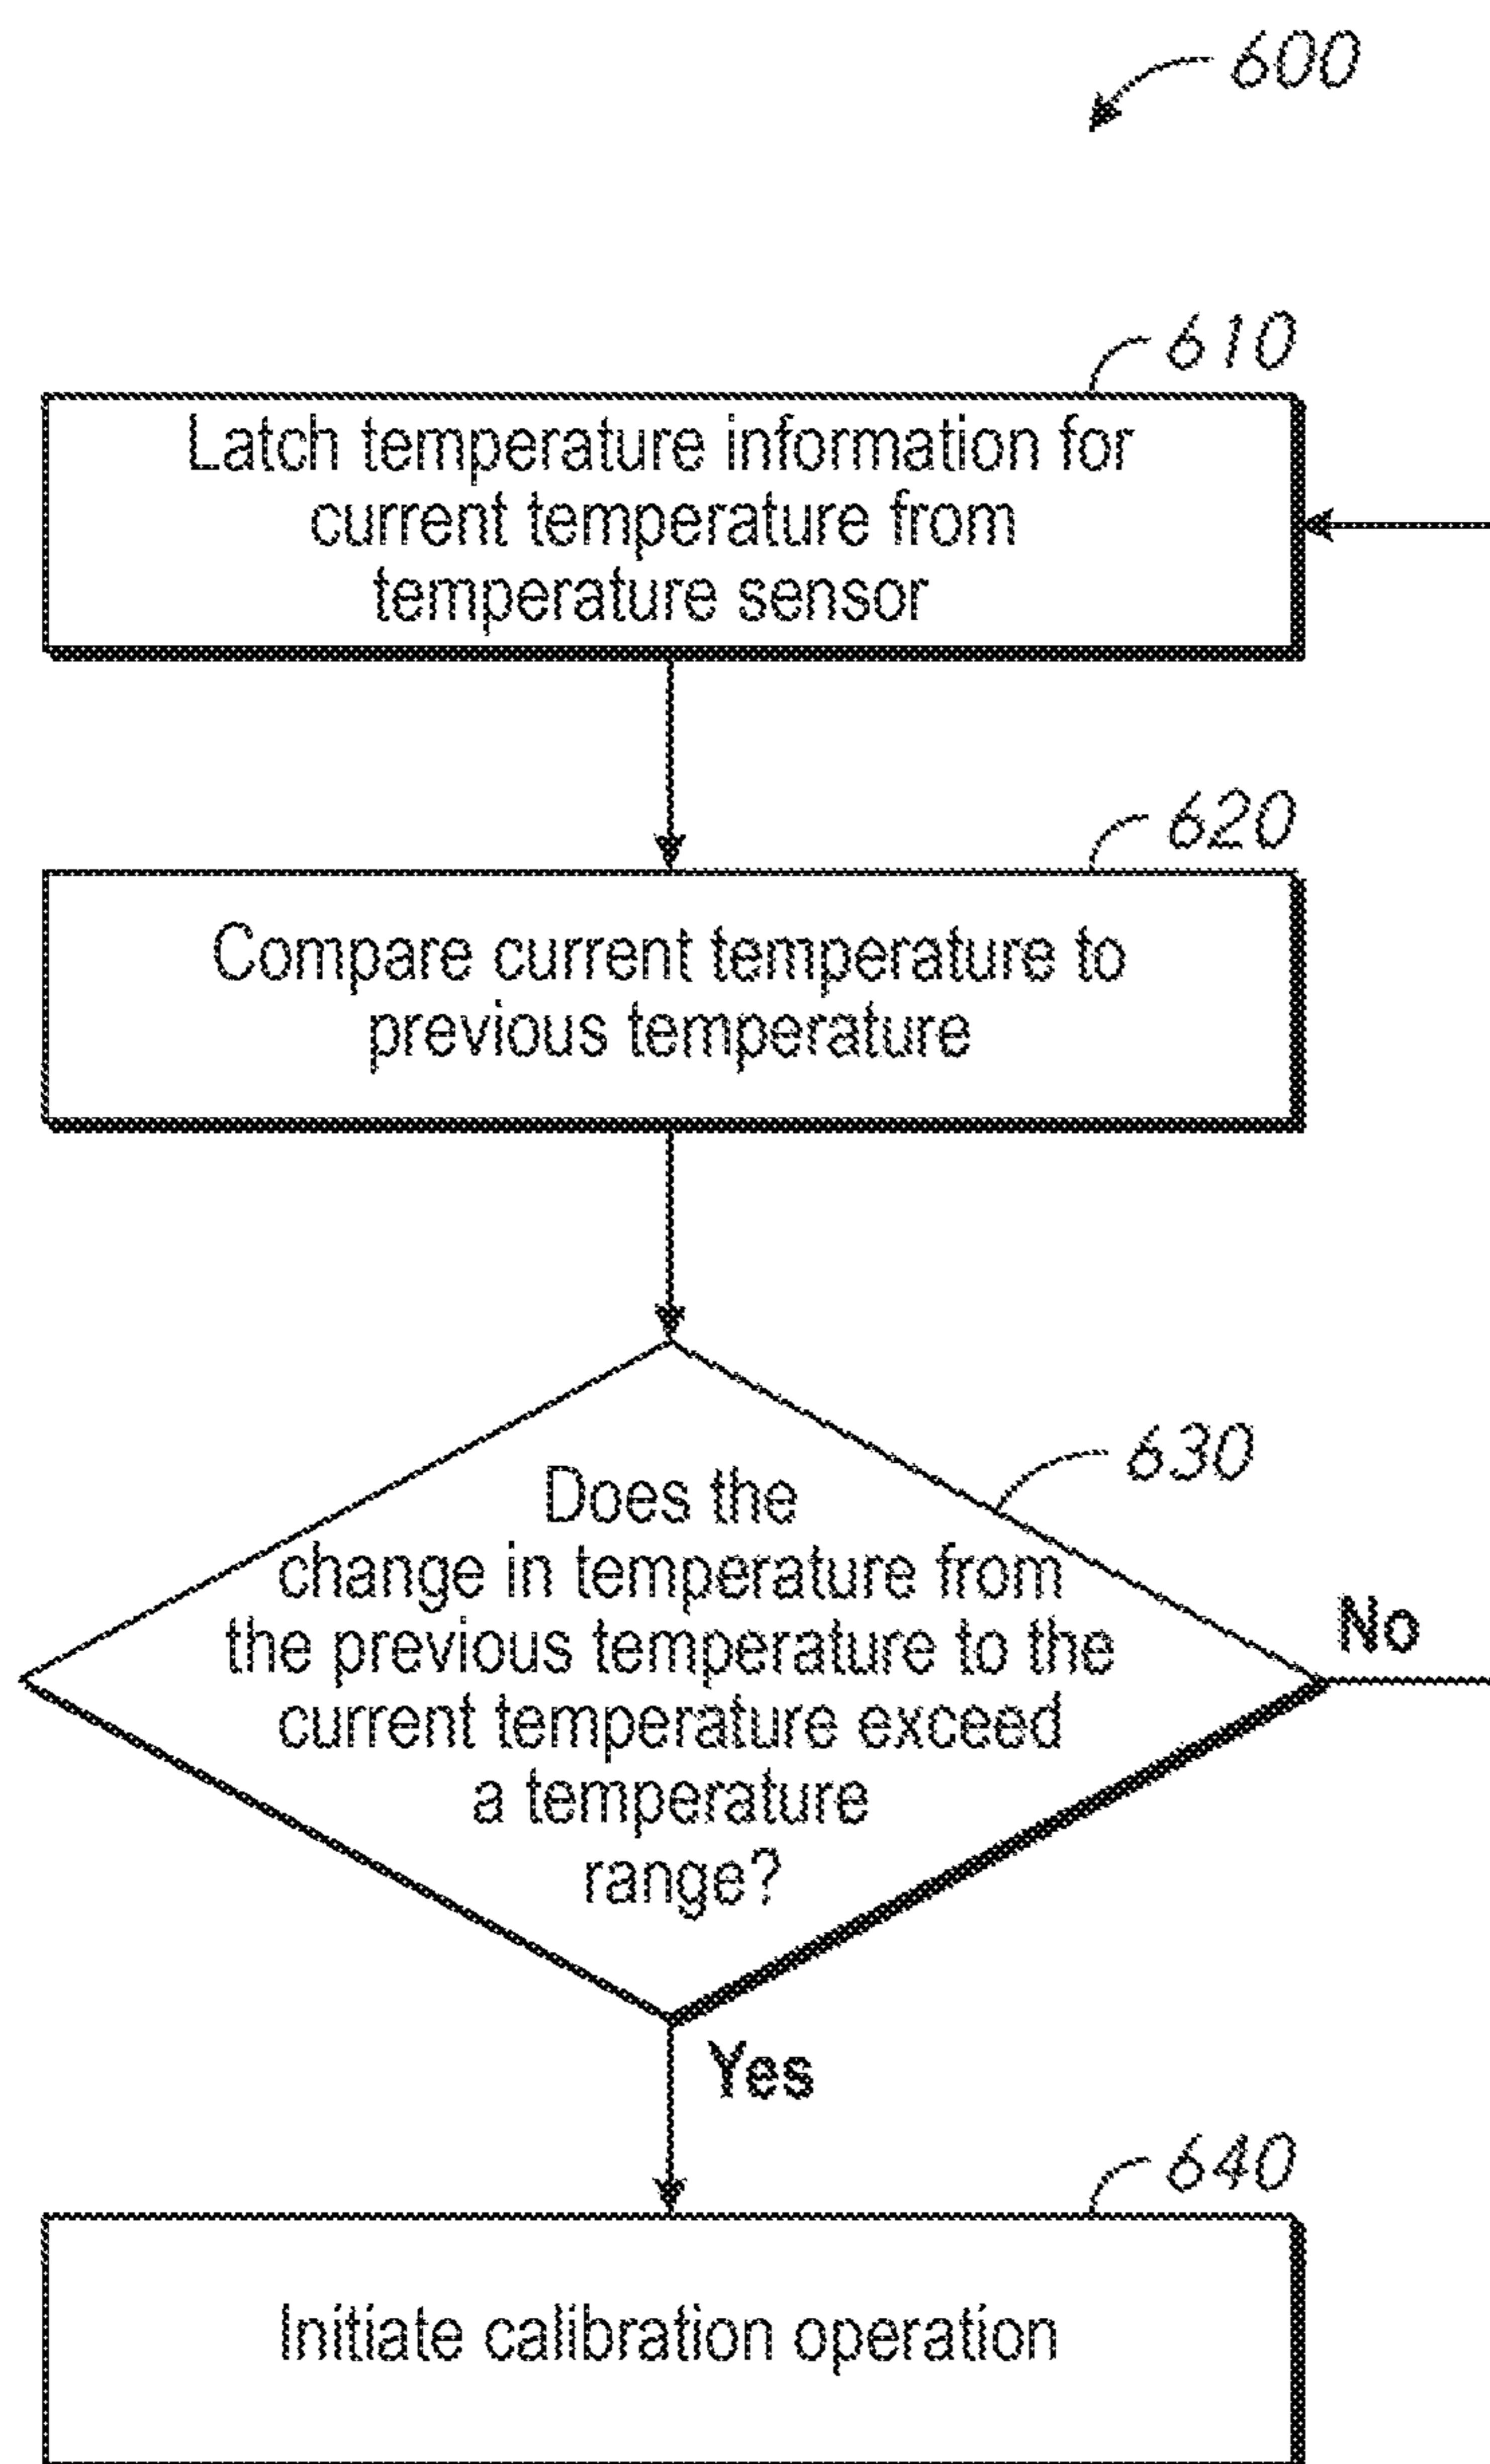 600
610
Latch temperature information for
current temperature from
temperature sensor
620
Compare current temperature to
previous temperature
630
Does the
change in temperature from
the previous temperature to the
current temperature exceed
a temperature
range?
No
Yes
640
Initiate calibration operation